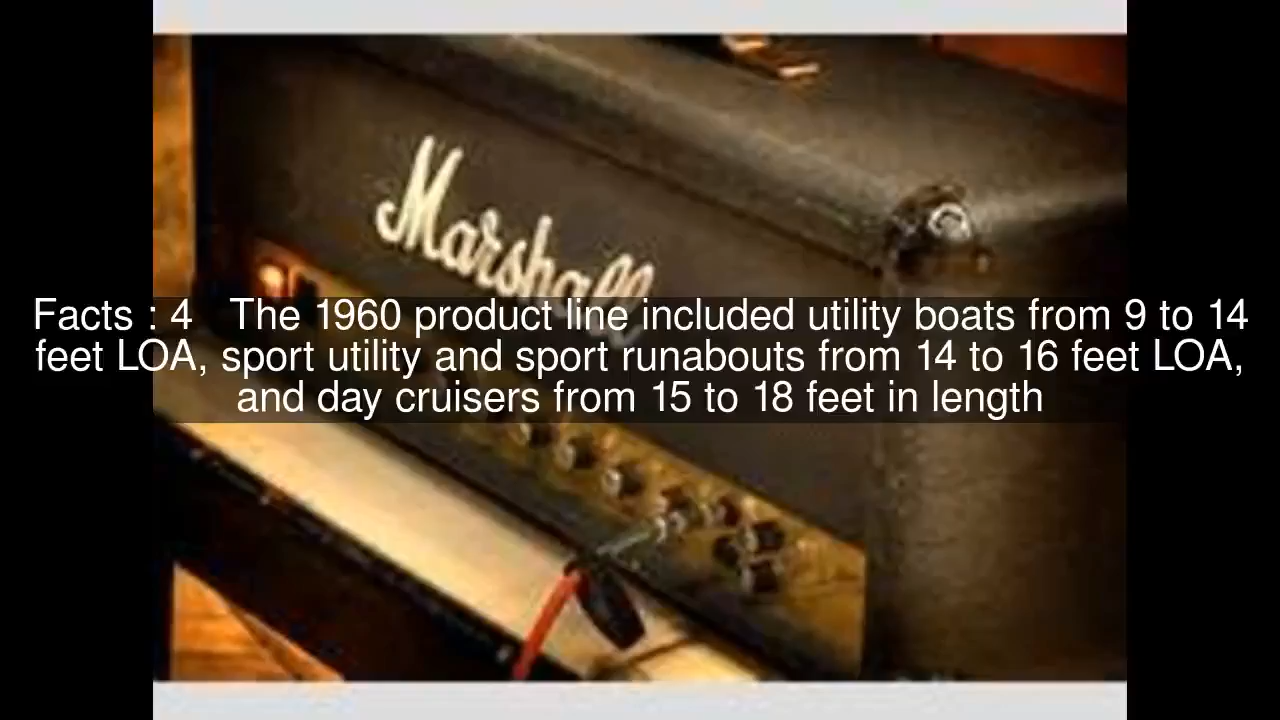 Marshall
Facts : 4 The 1960 product line included utility boats from 9 to 14
feet LOA, sport utility and sport runabouts from 14 to 16 feet LOA,
and day cruisers from 15 to 18 feet in length